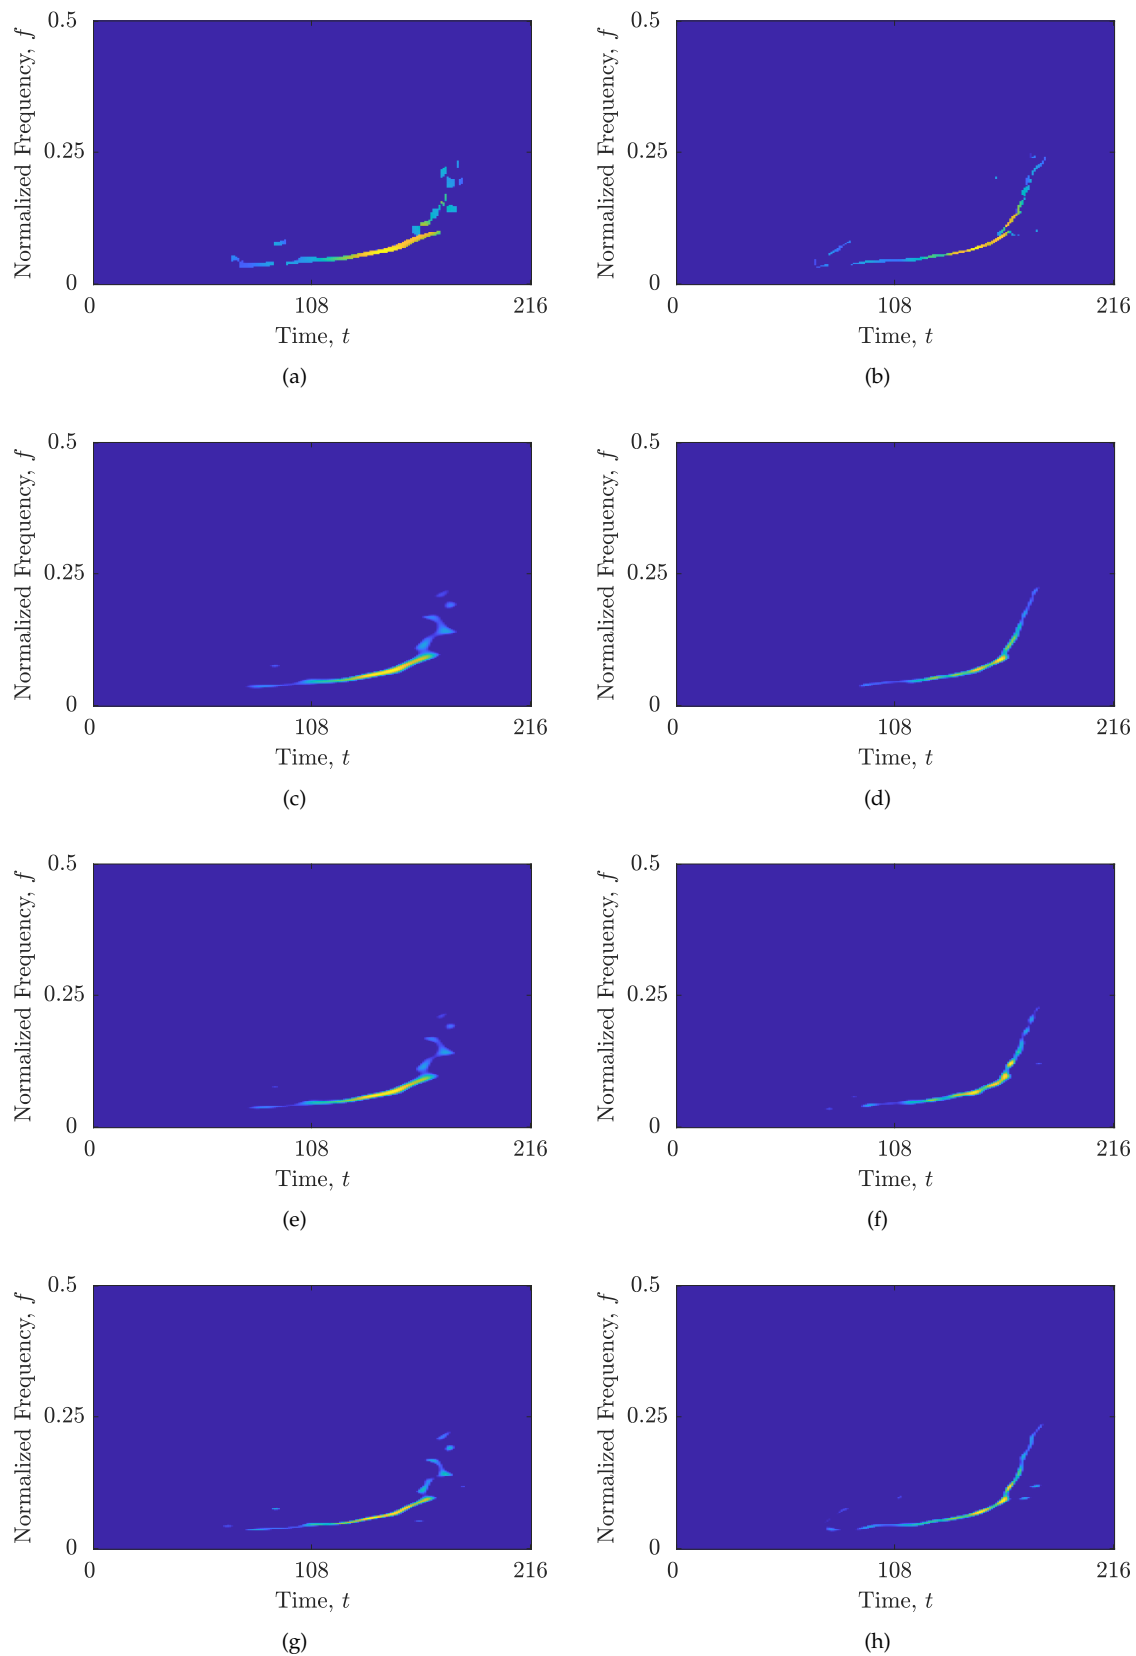 0.5 0.5
Normalized Frequency, f Normalized Frequency, f
0.25 0.25
0 0
0 108 216 0 108 216
Time, t Time, t
(a) (b)
0.5 0.5
Normalized Frequency, f Normalized Frequency, f
0.25 0.25
0 0
0 108 216 0 108 216
Time, t Time, t
(c) (d)
0.5 0.5
Normalized Frequency, f Normalized Frequency, f
0.25 0.25
0 0
0 108 216 0 108 216
Time, t Time, t
(e) (f)
0.5 0.5
Normalized Frequency, f Normalized Frequency, f
0.25 0.25
0 0
0 108 216 0 108 216
Time, t Time, t
(g) (h)